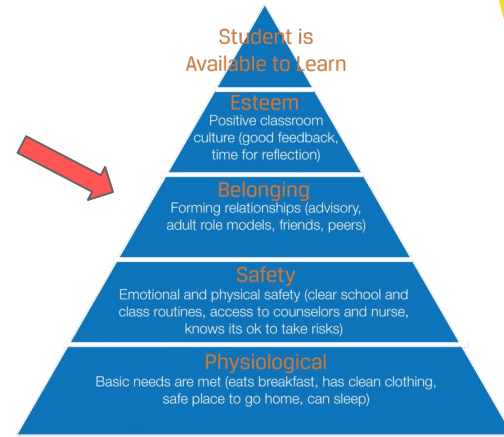 Student is
Available to Learn
Esteem
Positive classroom
culture (good feedback,
time for reflection)
Belonging
Forming relationships (advisory,
adult role models, friends, peers)
Safety
Emotional and physical safety (clear school and
class routines, access to counselors and nurse,
knows its ok to take risks)
Physiological
Basic needs are met (eats breakfast, has clean clothing,
safe place to go home, can sleep)